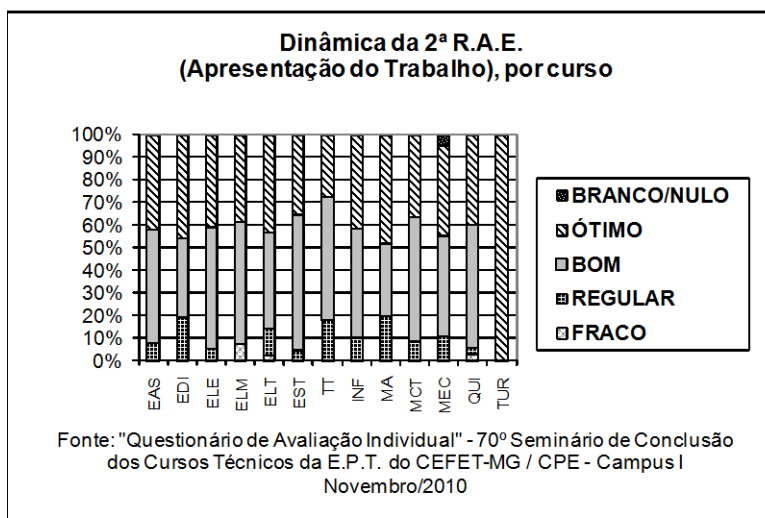 Dinâmica da 2ª R.A.E.
(Apresentação do Trabalho), por curso
100%
90%
80%
70%
60%
50%
40%
30%
20%
10%
0%
EAS
EDI
ELE
ELM
ELT
EST
TT
INF
MA
MCT
MEC
QUI
TUR
BRANCO/NULO
ÓTIMO
BOM
REGULAR
FRACO
Fonte: "Questionário de Avaliação Individual" - 70º Seminário de Conclusão
dos Cursos Técnicos da E.P.T. do CEFET-MG / CPE - Campus I
Novembro/2010